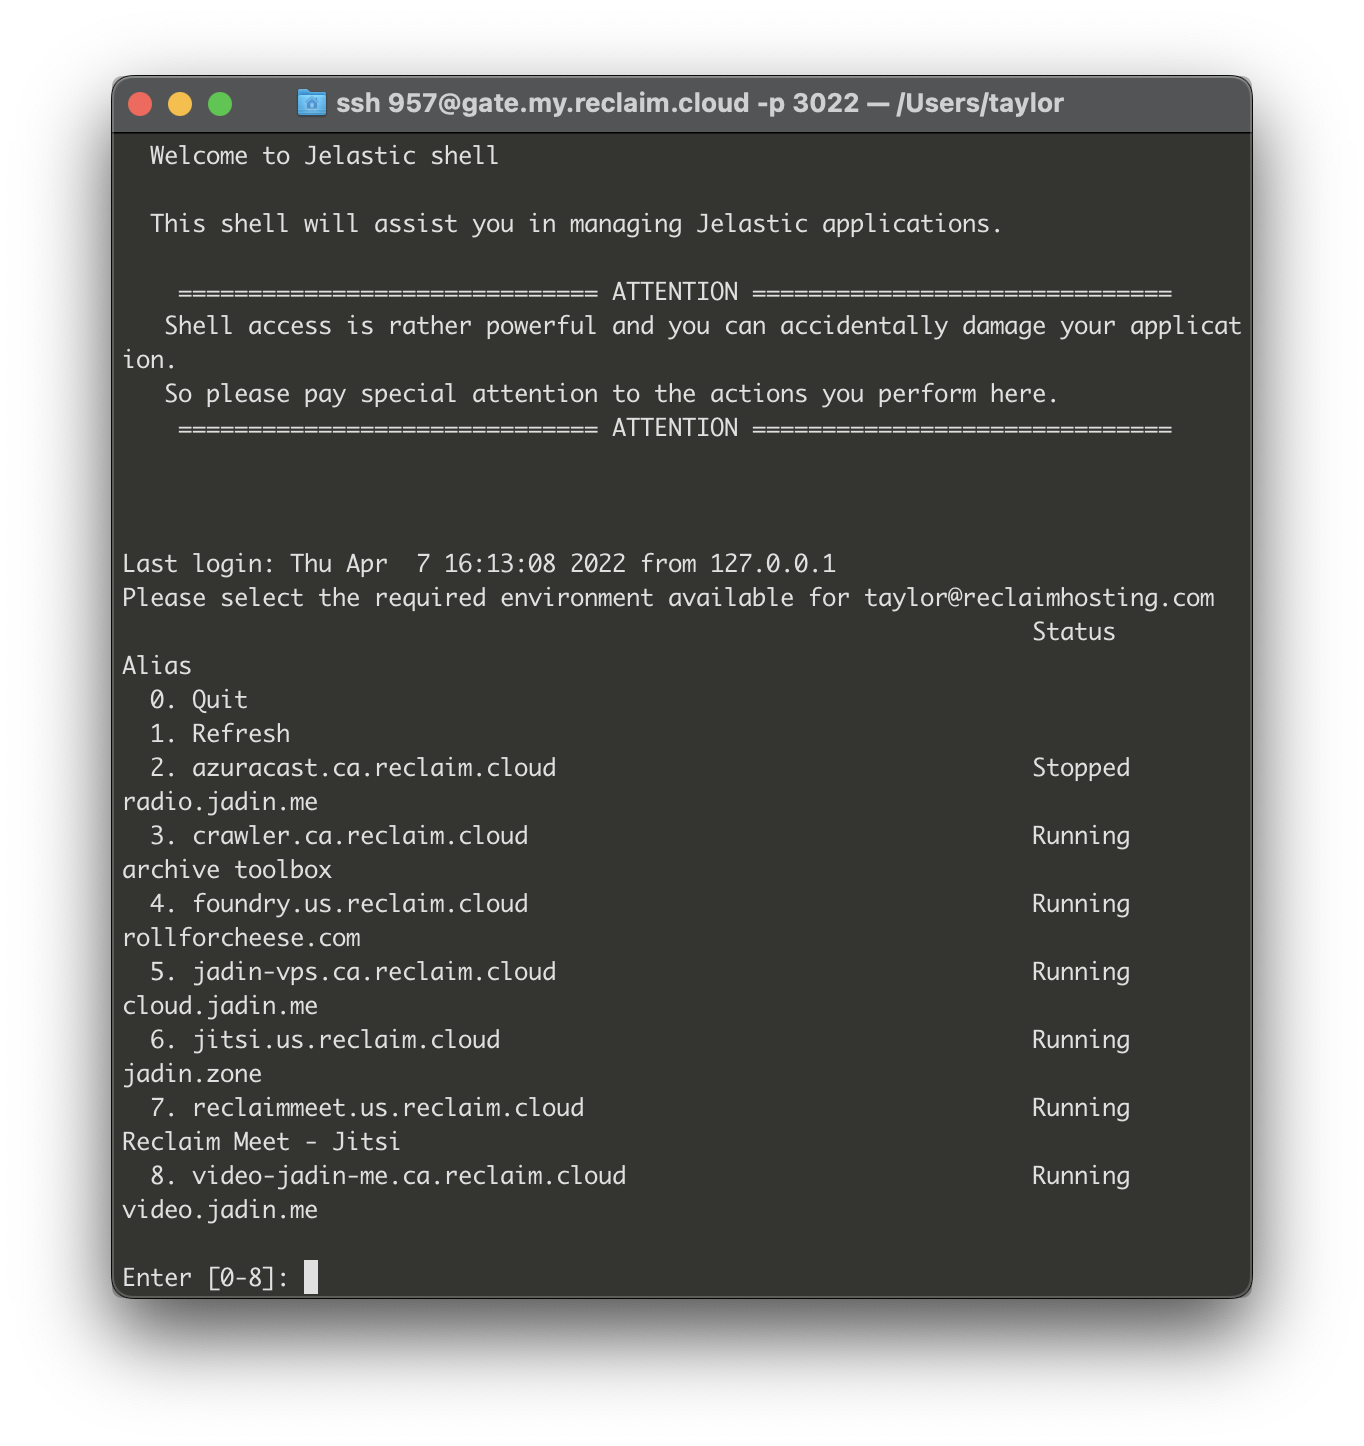 ssh 957@gate.my.reclaim.cloud -p 3022 — /Users/taylor
Welcome to Jelastic shell
This shell will assist you in managing Jelastic applications.
============================== ATTENTION ==============================
Shell access is rather powerful and you can accidentally damage your applicat
ion.
So please pay special attention to the actions you perform here.
============================== ATTENTION ==============================
Last login: Thu Apr  7 16:13:08 2022 from 127.0.0.1
Please select the required environment available for taylor@reclaimhosting.com
Status
Alias
0. Quit
1. Refresh
2. azuracast.ca.reclaim.cloud Stopped
radio.jadin.me
3. crawler.ca.reclaim.cloud Running
archive toolbox
4. foundry.us.reclaim.cloud Running
rollforcheese.com
5. jadin-vps.ca.reclaim.cloud Running
cloud.jadin.me
6. jitsi.us.reclaim.cloud Running
jadin.zone
7. reclaimmeet.us.reclaim.cloud Running
Reclaim Meet - Jitsi
8. video-jadin-me.ca.reclaim.cloud Running
video.jadin.me
Enter [0-8]: